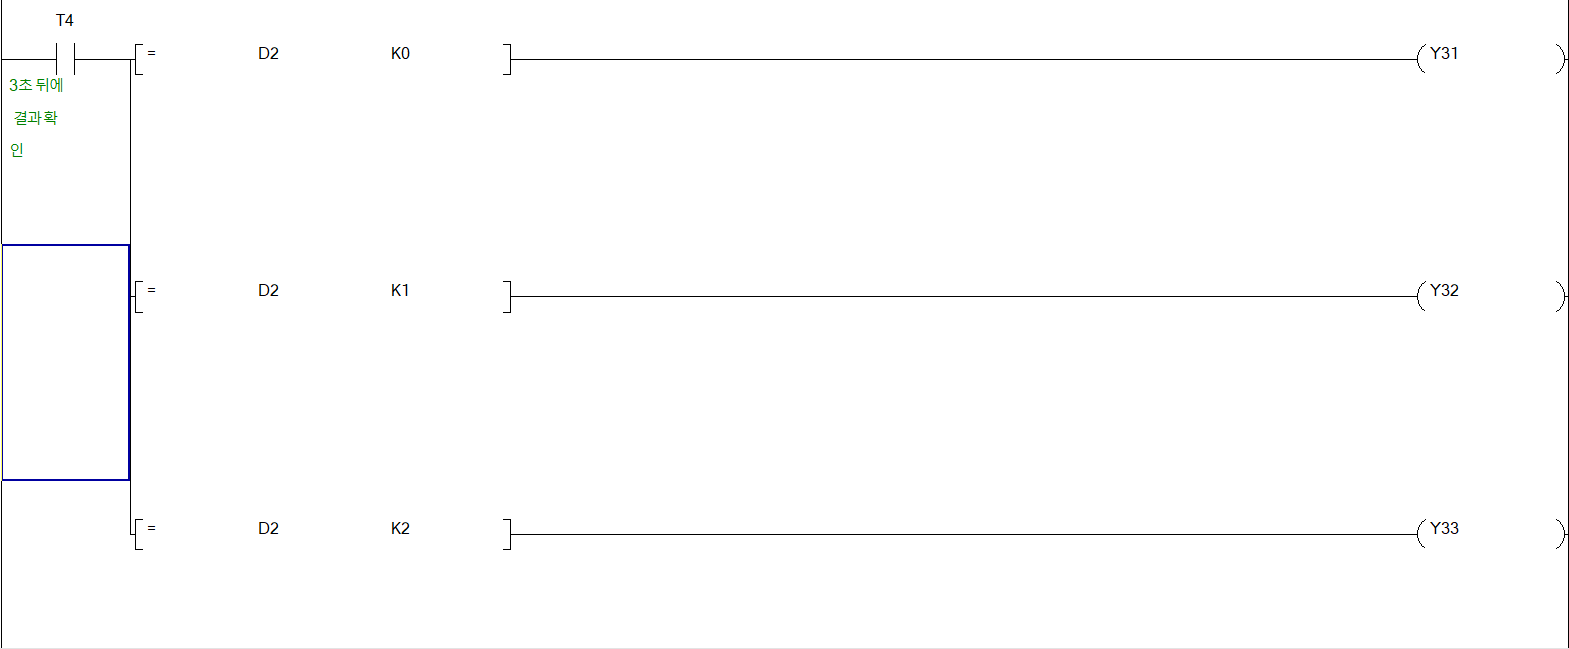 T4
= D2 K0 Y31
3초 뒤에
결과확
인
= D2 K1 Y32
= D2 K2 Y33